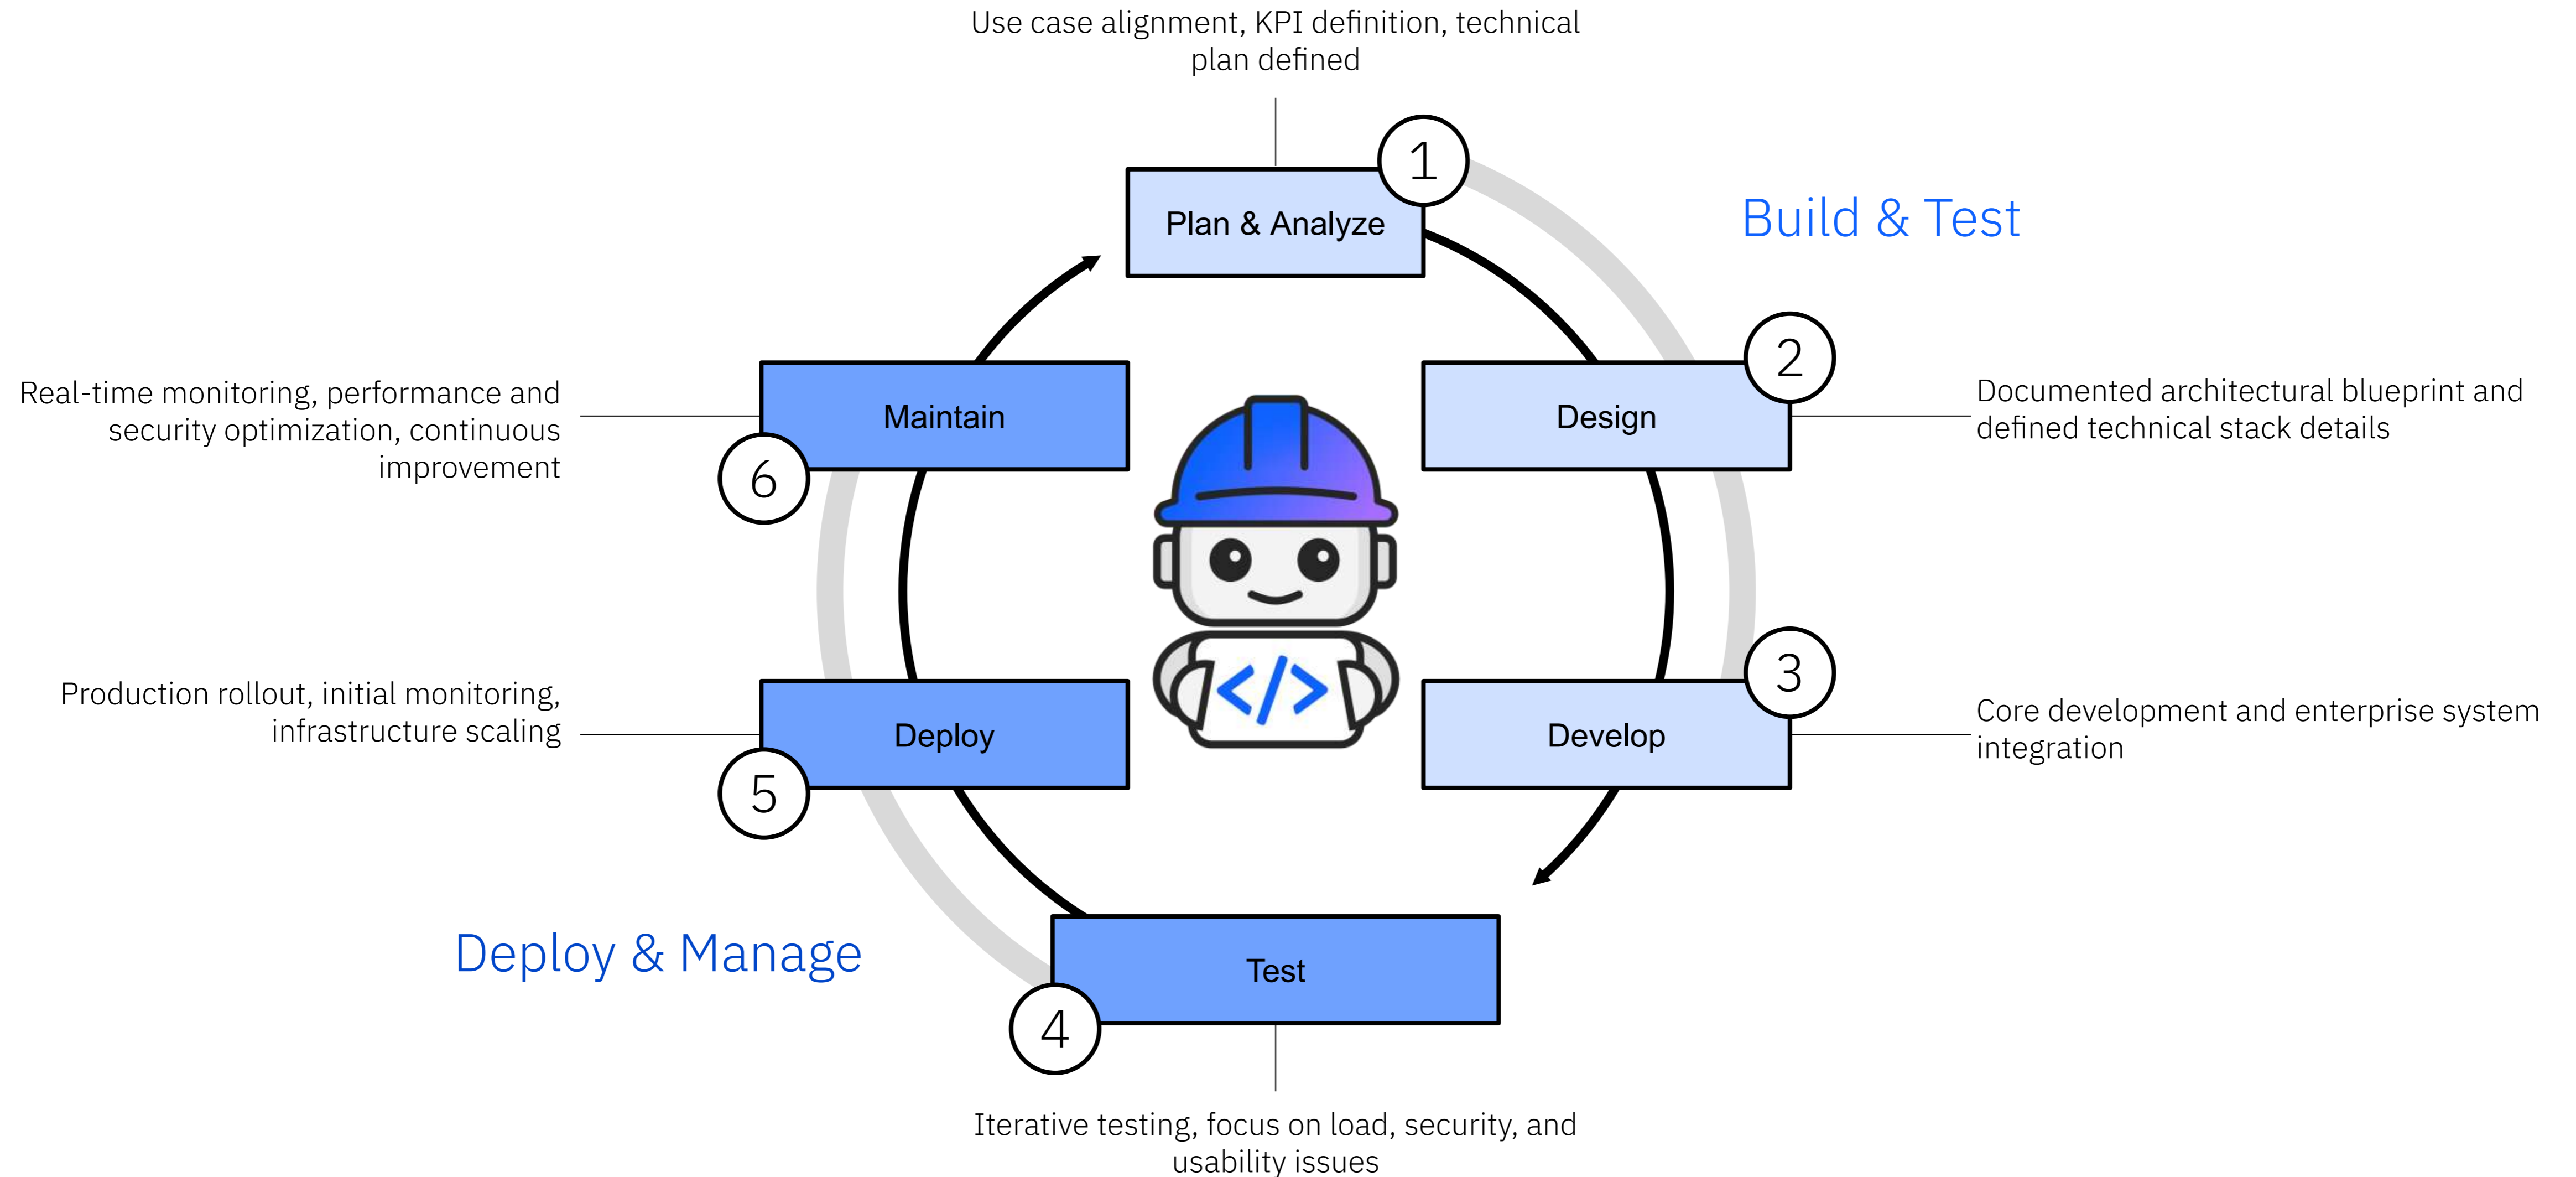 Use case alignment, KPI definition, technical
plan defined
1
Plan & Analyze
Build & Test
2
Design
Documented architectural blueprint and
defined technical stack details
3
Develop
Core development and enterprise system
integration
4
Test
Iterative testing, focus on load, security, and
usability issues
Deploy & Manage
5
Deploy
Production rollout, initial monitoring,
infrastructure scaling
6
Maintain
Real-time monitoring, performance and
security optimization, continuous
improvement
</>